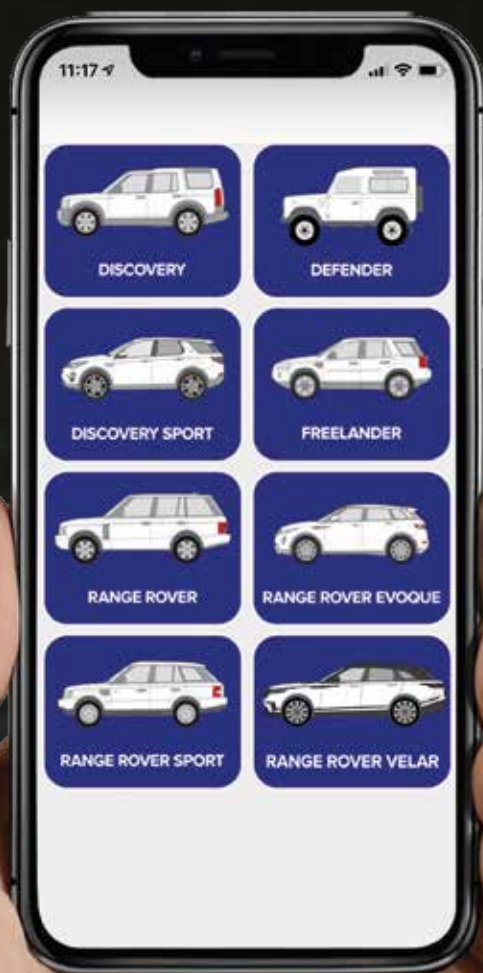 11:17
DISCOVERY
DEFENDER
DISCOVERY SPORT
FREELANDER
RANGE ROVER
RANGE ROVER EVOQUE
RANGE ROVER SPORT
RANGE ROVER VELAR